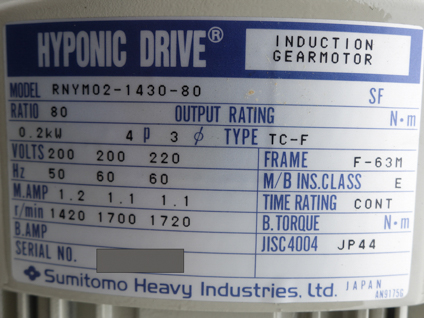 HYPONIC DRIVE® INDUCTION GEARMOTOR
MODEL RNYM02-1430-80 SF
RATIO 80 OUTPUT RATING N·m
0.2kW 4 P 3 ϕ TYPE TC-F
VOLTS 200 200 220 FRAME F-63M
Hz 50 60 60 M/B INS.CLASS E
M.AMP 1.2 1.1 1.1 TIME RATING CONT
r/min 1420 1700 1720 B.TORQUE N·m
B.AMP JISC4004 JP44
SERIAL NO.
Sumitomo Heavy Industries, Ltd. JAPAN
AN9175G